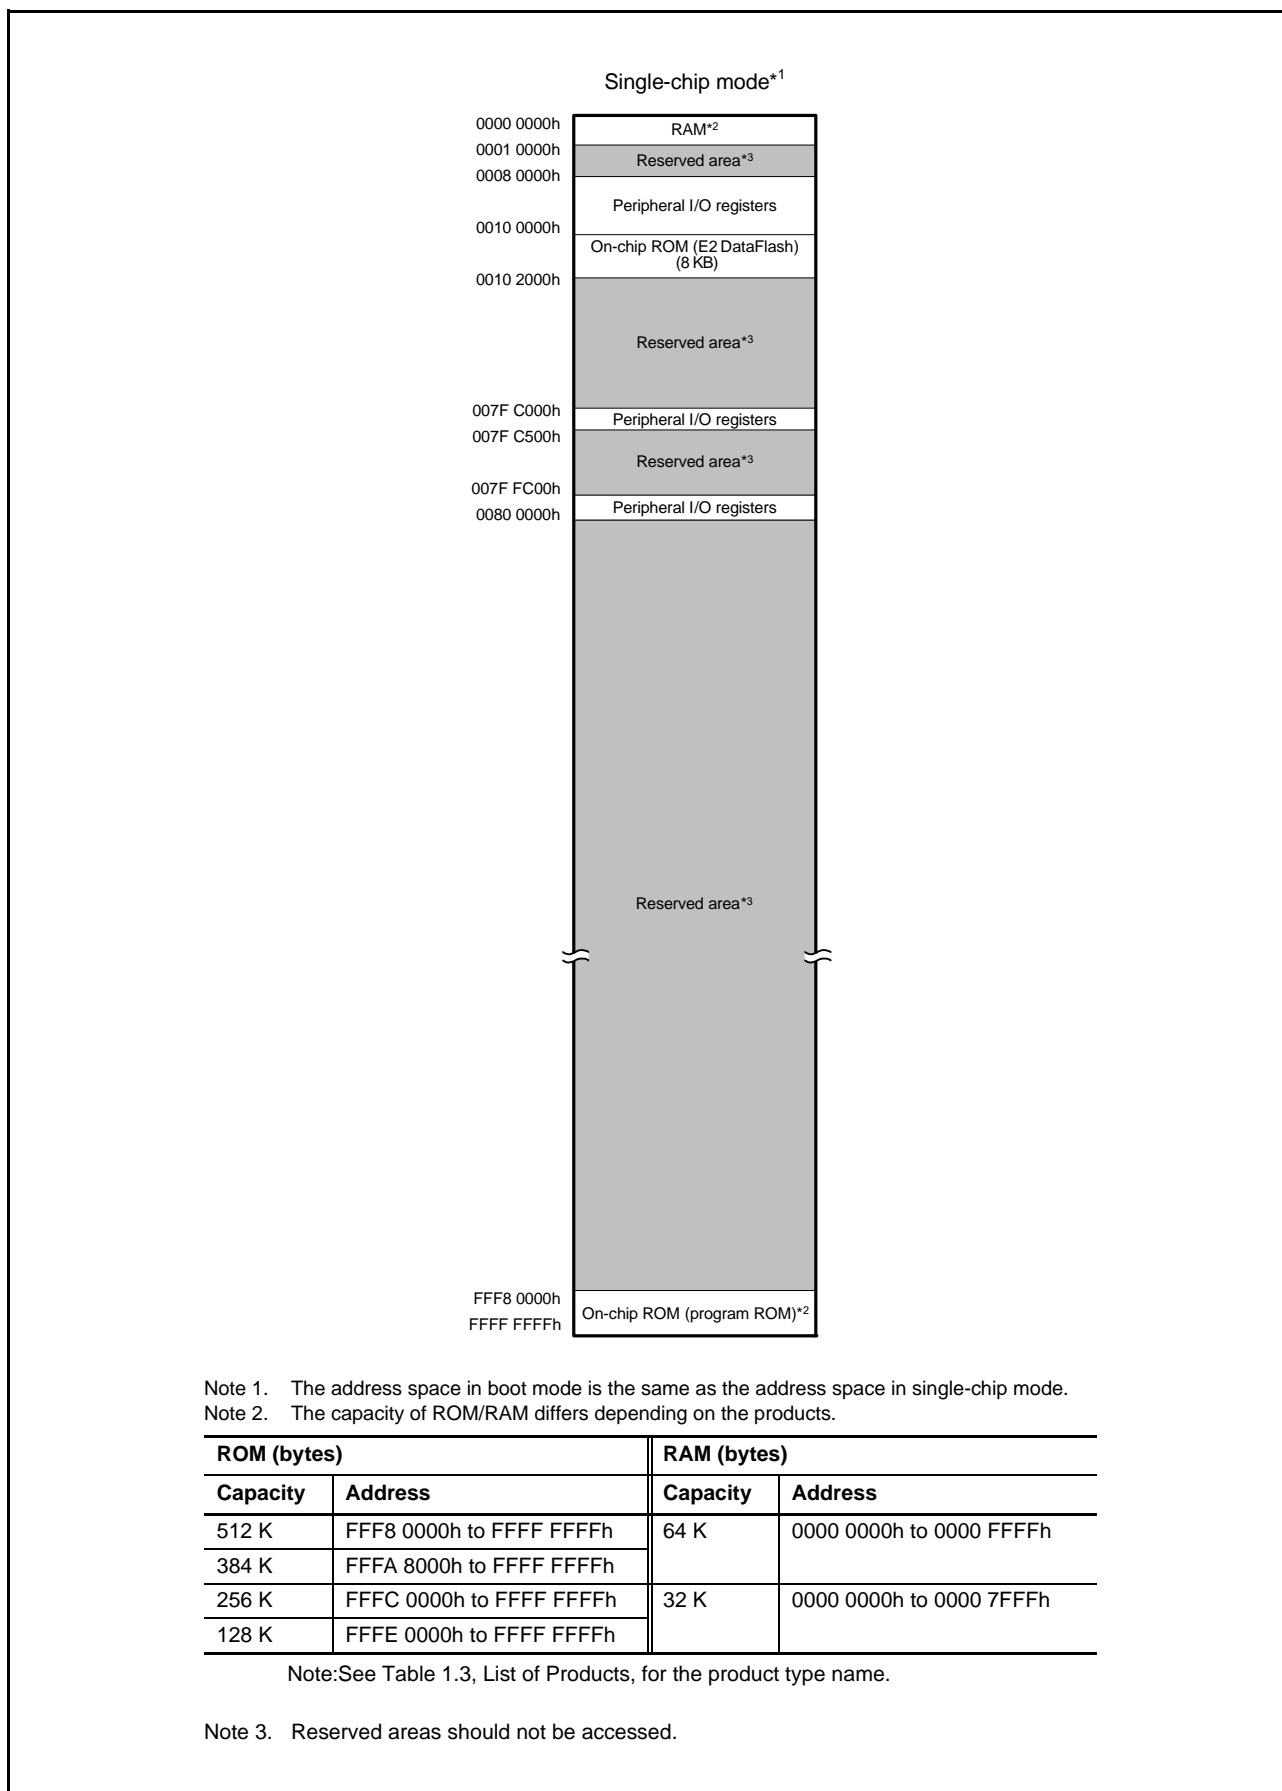 Single-chip mode*1
0000 0000h
RAM*2
0001 0000h
Reserved area*3
0008 0000h
Peripheral I/O registers
0010 0000h
On-chip ROM (E2 DataFlash)
(8 KB)
0010 2000h
Reserved area*3
007F C000h
Peripheral I/O registers
007F C500h
Reserved area*3
007F FC00h
Peripheral I/O registers
0080 0000h
Reserved area*3
FFF8 0000h
On-chip ROM (program ROM)*2
FFFF FFFFh
Note 1. The address space in boot mode is the same as the address space in single-chip mode.
Note 2. The capacity of ROM/RAM differs depending on the products.
ROM (bytes) RAM (bytes)
Capacity Address Capacity Address
512 K FFF8 0000h to FFFF FFFFh 64 K 0000 0000h to 0000 FFFFh
384 K FFFA 8000h to FFFF FFFFh
256 K FFFC 0000h to FFFF FFFFh 32 K 0000 0000h to 0000 7FFFh
128 K FFFE 0000h to FFFF FFFFh
Note:See Table 1.3, List of Products, for the product type name.
Note 3. Reserved areas should not be accessed.